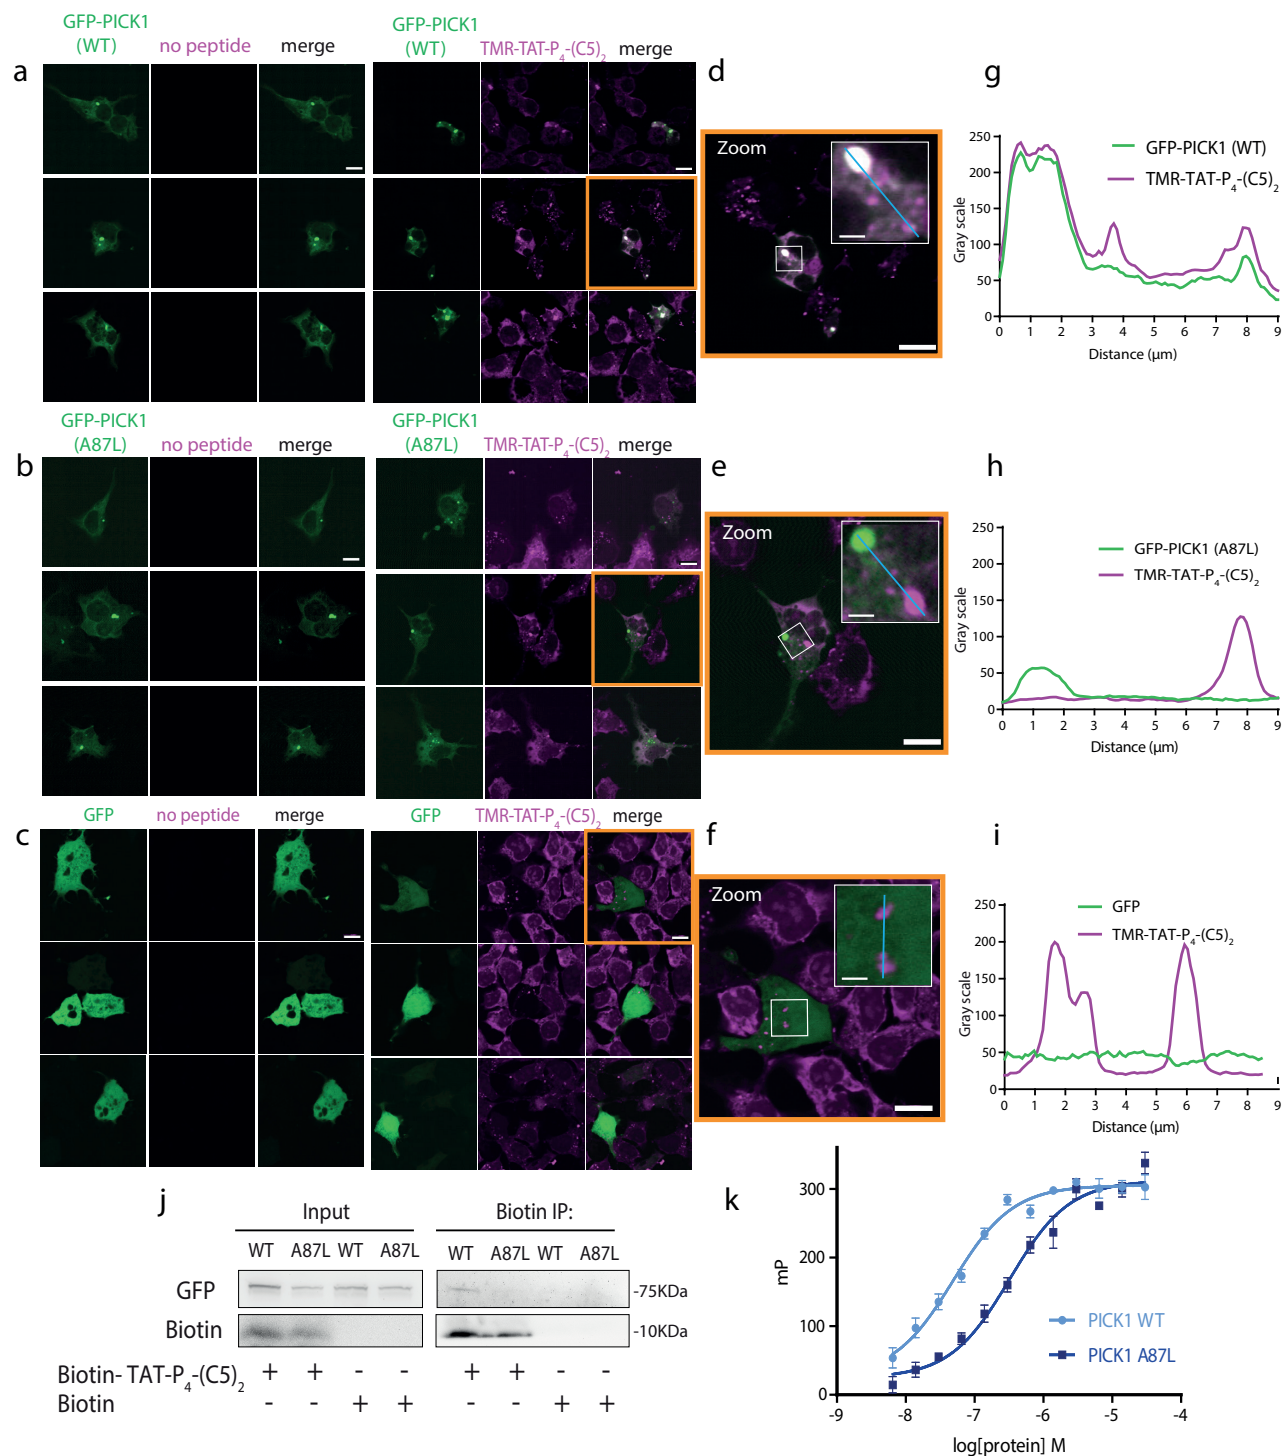 a
GFP-PICK1
(WT)
no peptide
merge
GFP-PICK1
(WT)
TMR-TAT-P4-(C5)2
merge
d
Zoom
g
250
200
150
100
50
0
Gray scale
0 1 2 3 4 5 6 7 8 9
Distance (µm)
GFP-PICK1 (WT)
TMR-TAT-P4-(C5)2
b
GFP-PICK1
(A87L)
no peptide
merge
GFP-PICK1
(A87L)
TMR-TAT-P4-(C5)2
merge
e
Zoom
h
250
200
150
100
50
0
Gray scale
0 1 2 3 4 5 6 7 8 9
Distance (µm)
GFP-PICK1 (A87L)
TMR-TAT-P4-(C5)2
c
GFP
no peptide
merge
GFP
TMR-TAT-P4-(C5)2
merge
f
Zoom
i
250
200
150
100
50
0
Gray scale
0 1 2 3 4 5 6 7 8 9
Distance (µm)
GFP
TMR-TAT-P4-(C5)2
j
Input
Biotin IP:
WT A87L WT A87L
WT A87L WT A87L
GFP
-75KDa
Biotin
-10KDa
Biotin- TAT-P4-(C5)2 + + - - + + - -
Biotin - - + + - - + +
k
300
200
100
0
mP
-9 -8 -7 -6 -5 -4
log[protein] M
PICK1 WT
PICK1 A87L